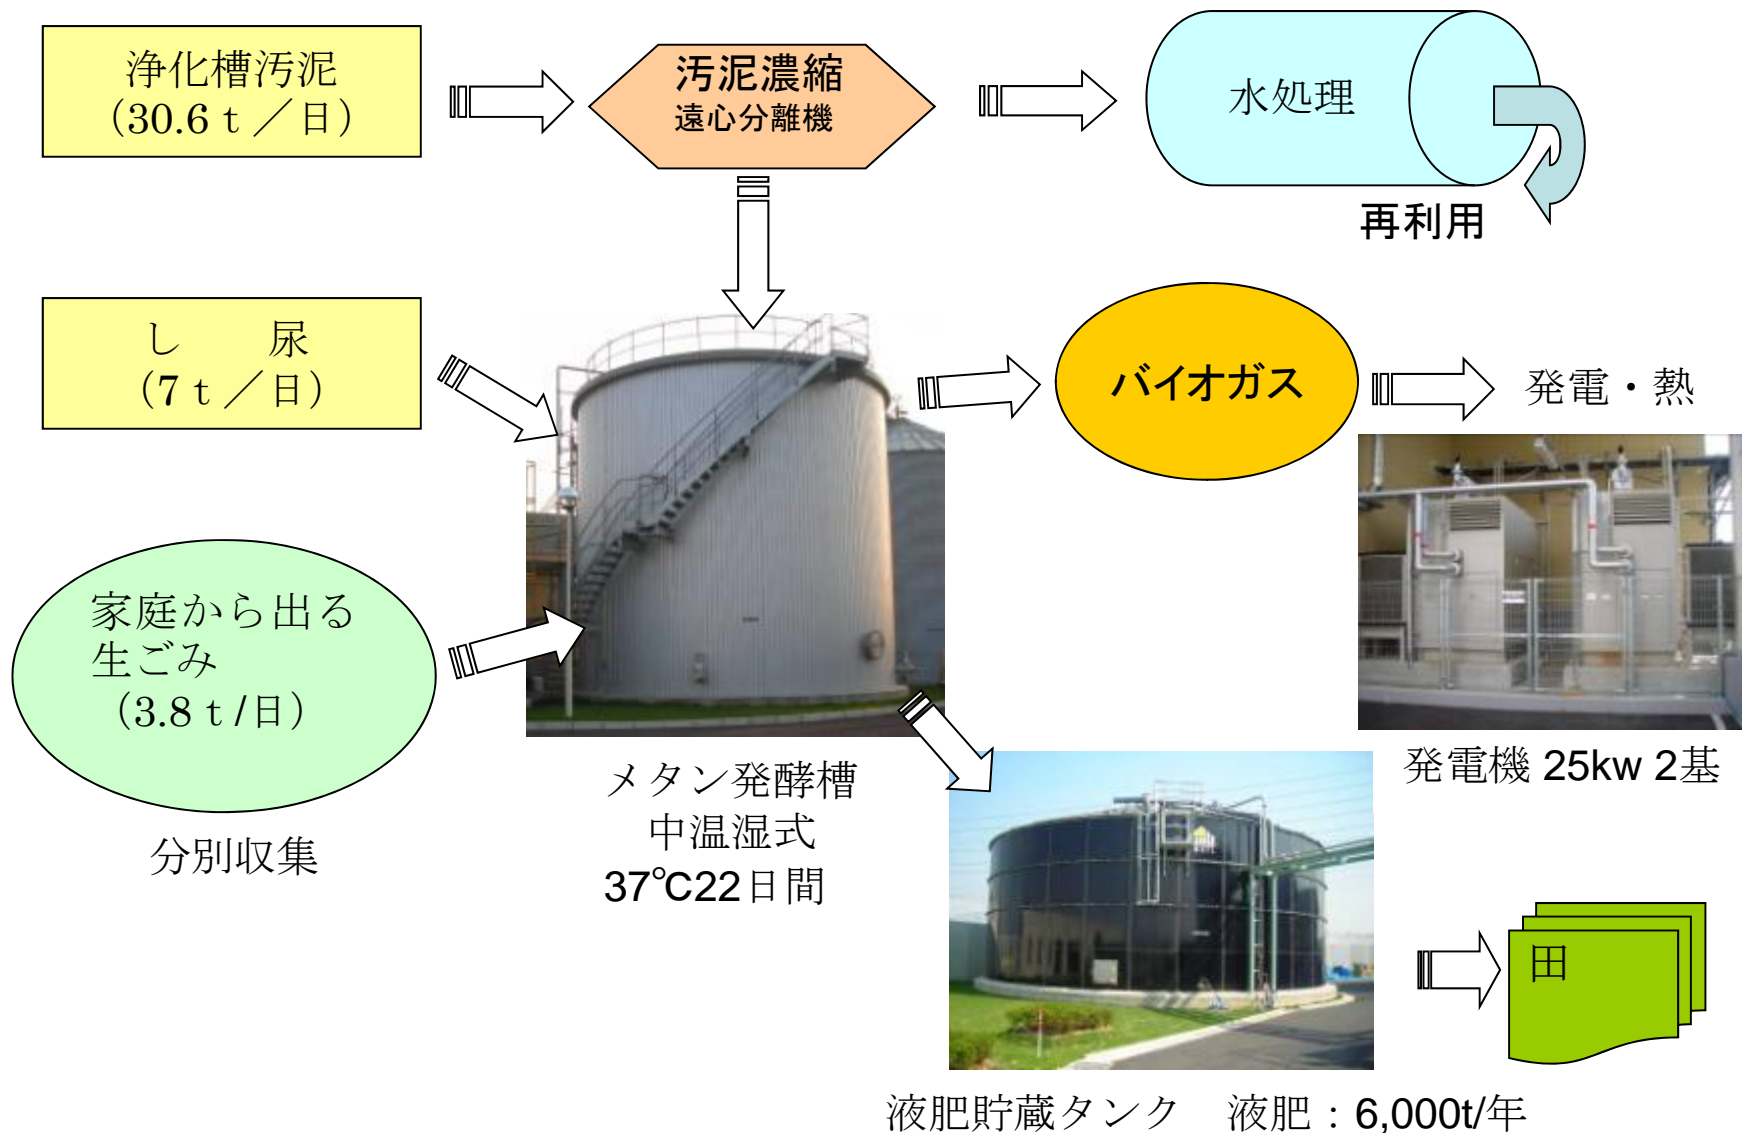 浄化槽汚泥
（30.6ｔ／日）
汚泥濃縮
遠心分離機
水処理
再利用
し　　尿
（7ｔ／日）
バイオガス
発電・熱
家庭から出る
生ごみ
（3.8ｔ/日）
分別収集
メタン発酵槽
中温湿式
37℃22日間
発電機 25kw 2基
田
液肥貯蔵タンク　液肥：6,000t/年